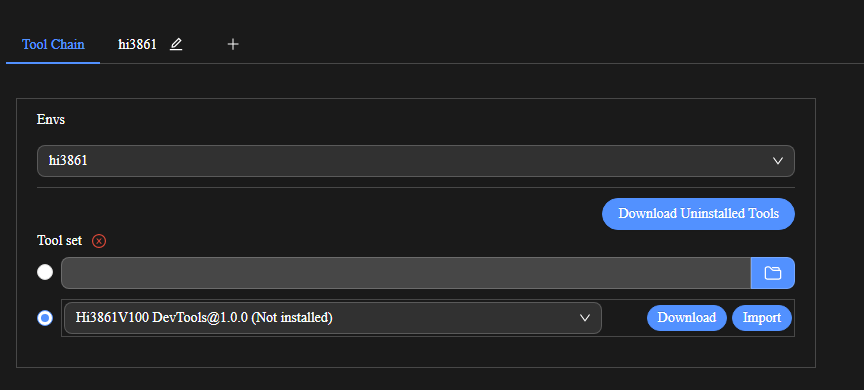 Tool Chain hi3861
Envs
hi3861
Download Uninstalled Tools
Tool set
Hi3861V100 DevTools@1.0.0 (Not installed) Download Import